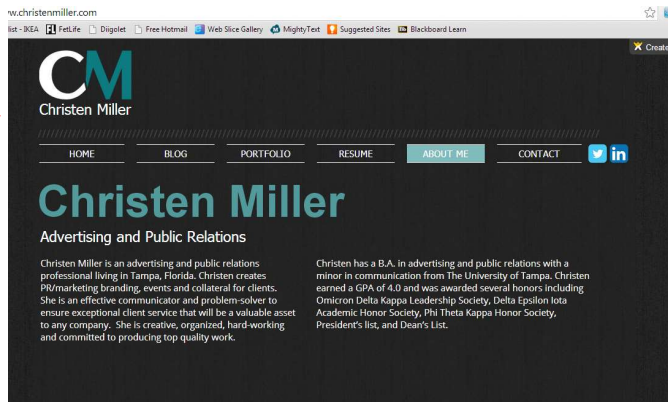 ww.christenmiller.com
list - IKEA FL FetLife Diigolet Free Hotmail Web Slice Gallery MightyText Suggested Sites Bb Blackboard Learn
Create
CM
Christen Miller
HOME BLOG PORTFOLIO RESUME ABOUT ME CONTACT in
Christen Miller
Advertising and Public Relations
Christen Miller is an advertising and public relations
professional living in Tampa, Florida. Christen creates
PR/marketing branding, events and collateral for clients.
She is an effective communicator and problem-solver to
ensure exceptional client service that will be a valuable asset
to any company. She is creative, organized, hard-working
and committed to producing top quality work.
Christen has a B.A. in advertising and public relations with a
minor in communication from The University of Tampa. Christen
earned a GPA of 4.0 and was awarded several honors including
Omicron Delta Kappa Leadership Society, Delta Epsilon Iota
Academic Honor Society, Phi Theta Kappa Honor Society,
President's list, and Dean's List.